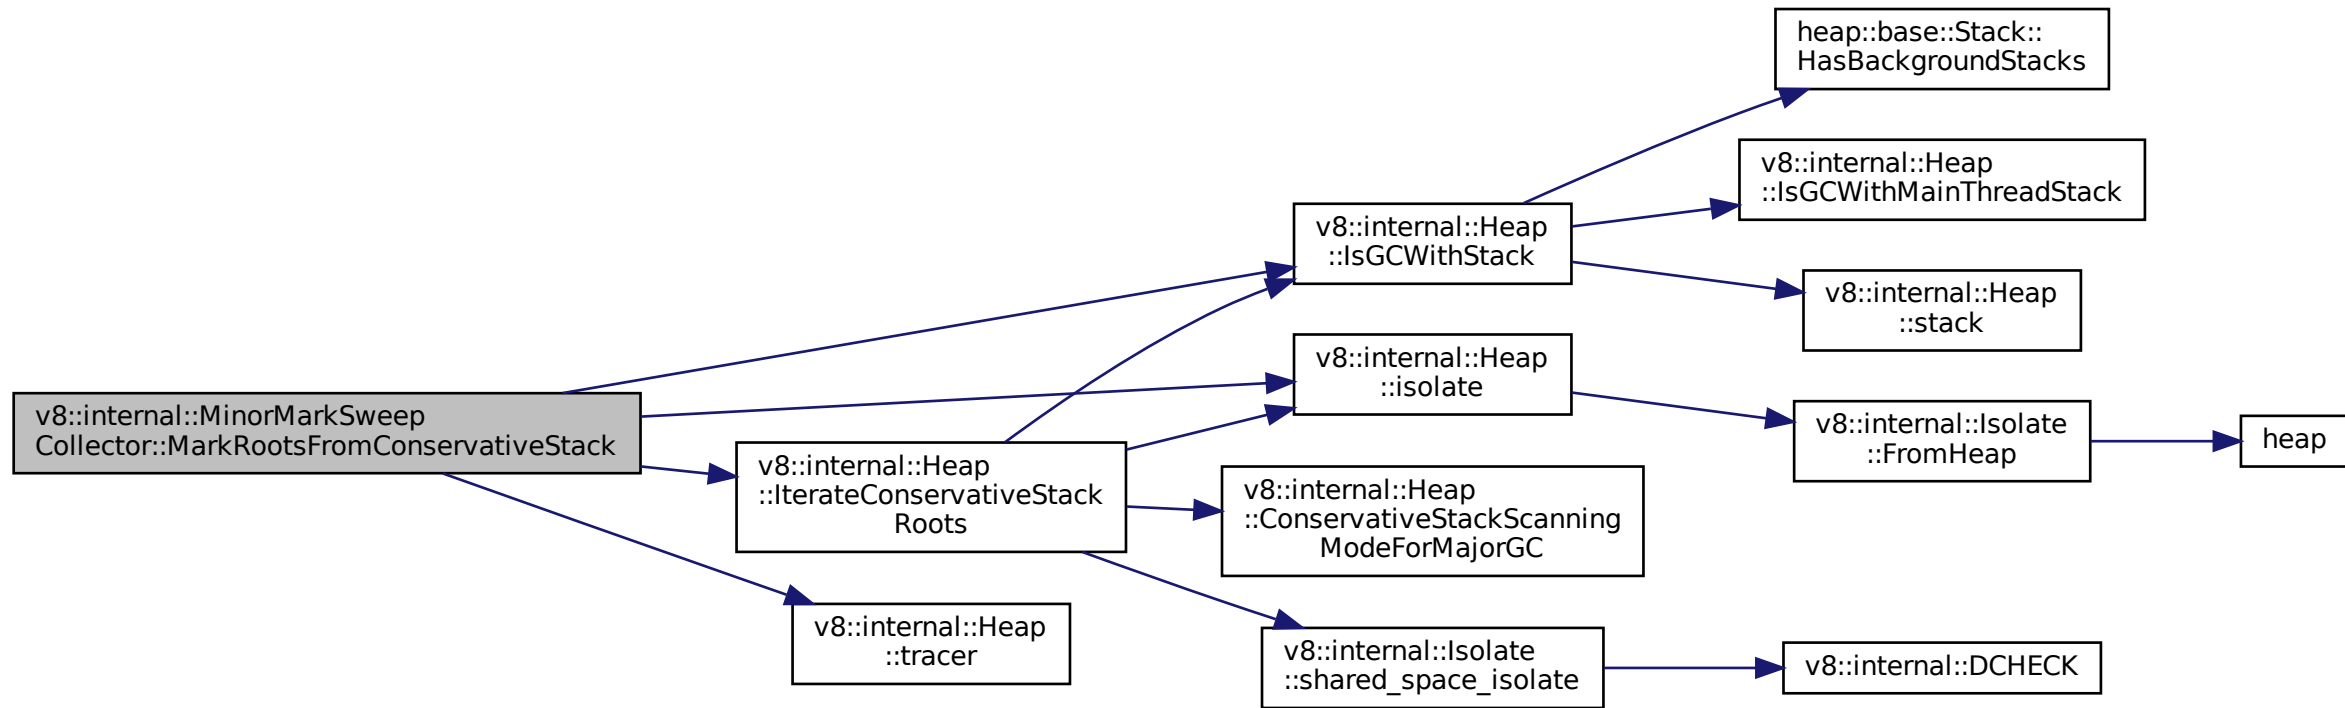 v8::internal::MinorMarkSweep
Collector::MarkRootsFromConservativeStack
v8::internal::Heap
::IsGCWithStack
heap::base::Stack::
HasBackgroundStacks
v8::internal::Heap
::IsGCWithMainThreadStack
v8::internal::Heap
::stack
v8::internal::Heap
::isolate
v8::internal::Isolate
::FromHeap
heap
v8::internal::Heap
::IterateConservativeStack
Roots
v8::internal::Heap
::ConservativeStackScanning
ModeForMajorGC
v8::internal::Isolate
::shared_space_isolate
v8::internal::DCHECK
v8::internal::Heap
::tracer